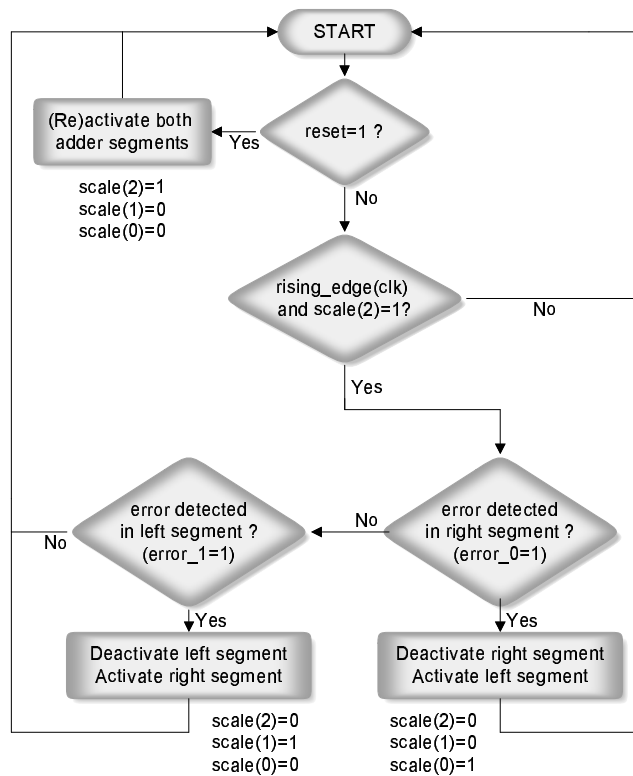 START
reset=1 ?
(Re)activate both
adder segments
Yes
scale(2)=1
scale(1)=0
scale(0)=0
No
rising_edge(clk)
and scale(2)=1?
No
Yes
error detected
in left segment ?
(error_1=1)
No
No
error detected
in right segment ?
(error_0=1)
Yes
Yes
Deactivate left segment
Activate right segment
Deactivate right segment
Activate left segment
scale(2)=0
scale(1)=1
scale(0)=0
scale(2)=0
scale(1)=0
scale(0)=1